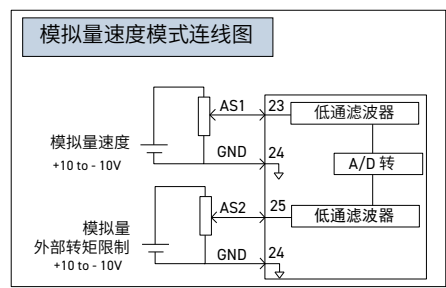 模拟量速度模式连线图
AS1 23 低通滤波器
模拟量速度
+10 to - 10V
GND 24
A/D 转
AS2 25 低通滤波器
模拟量
外部转矩限制
+10 to - 10V
GND 24